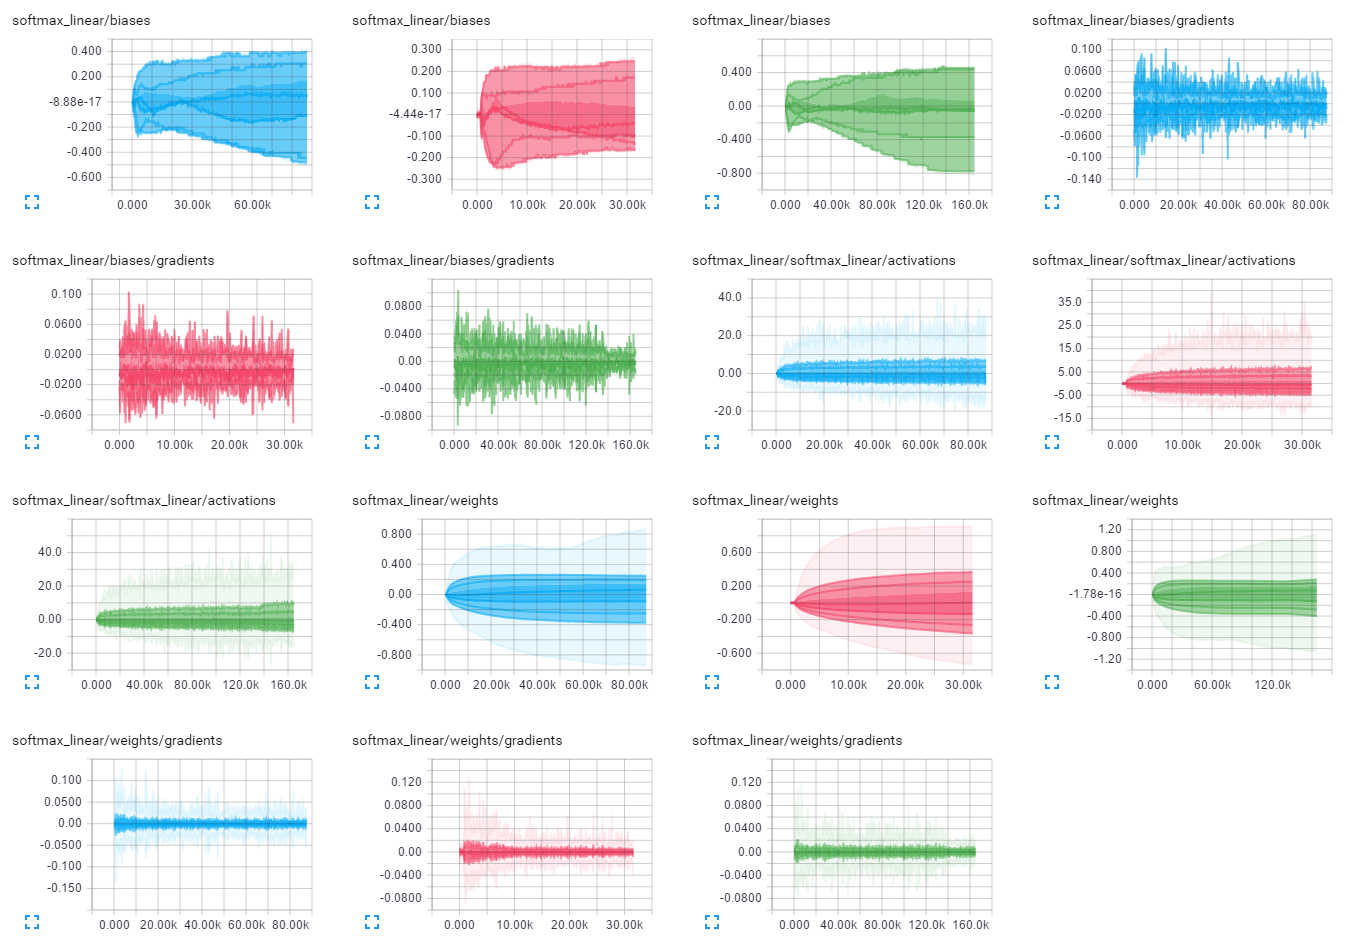 softmax_linear/biases
softmax_linear/biases
softmax_linear/biases
softmax_linear/biases/gradients
0.400
0.200
-8.88e-17
-0.200
-0.400
-0.600
0.000 30.00k 60.00k
0.300
0.200
0.100
-4.44e-17
-0.100
-0.200
-0.300
0.000 10.00k 20.00k 30.00k
0.400
0.00
-0.400
-0.800
0.000 40.00k 80.00k 120.0k 160.0k
0.100
0.0600
0.0200
-0.0200
-0.0600
-0.100
-0.140
0.000 20.00k 40.00k 60.00k 80.00k
softmax_linear/biases/gradients
softmax_linear/biases/gradients
softmax_linear/softmax_linear/activations
softmax_linear/softmax_linear/activations
0.100
0.0600
0.0200
-0.0200
-0.0600
0.000 10.00k 20.00k 30.00k
0.0800
0.0400
0.00
-0.0400
-0.0800
0.000 40.00k 80.00k 120.0k 160.0k
40.0
20.0
0.00
-20.0
0.000 20.00k 40.00k 60.00k 80.00k
35.0
25.0
15.0
5.00
-5.00
-15.0
0.000 10.00k 20.00k 30.00k
softmax_linear/softmax_linear/activations
softmax_linear/weights
softmax_linear/weights
softmax_linear/weights
40.0
20.0
0.00
-20.0
0.000 40.00k 80.00k 120.0k 160.0k
0.800
0.400
0.00
-0.400
-0.800
0.000 20.00k 40.00k 60.00k 80.00k
0.600
0.200
-0.200
-0.600
0.000 10.00k 20.00k 30.00k
1.20
0.800
0.400
-1.78e-16
-0.400
-0.800
-1.20
0.000 60.00k 120.0k
softmax_linear/weights/gradients
softmax_linear/weights/gradients
softmax_linear/weights/gradients
0.100
0.0500
0.00
-0.0500
-0.100
-0.150
0.000 20.00k 40.00k 60.00k 80.00k
0.120
0.0800
0.0400
0.00
-0.0400
-0.0800
0.000 10.00k 20.00k 30.00k
0.120
0.0800
0.0400
0.00
-0.0400
-0.0800
0.000 40.00k 80.00k 120.0k 160.0k